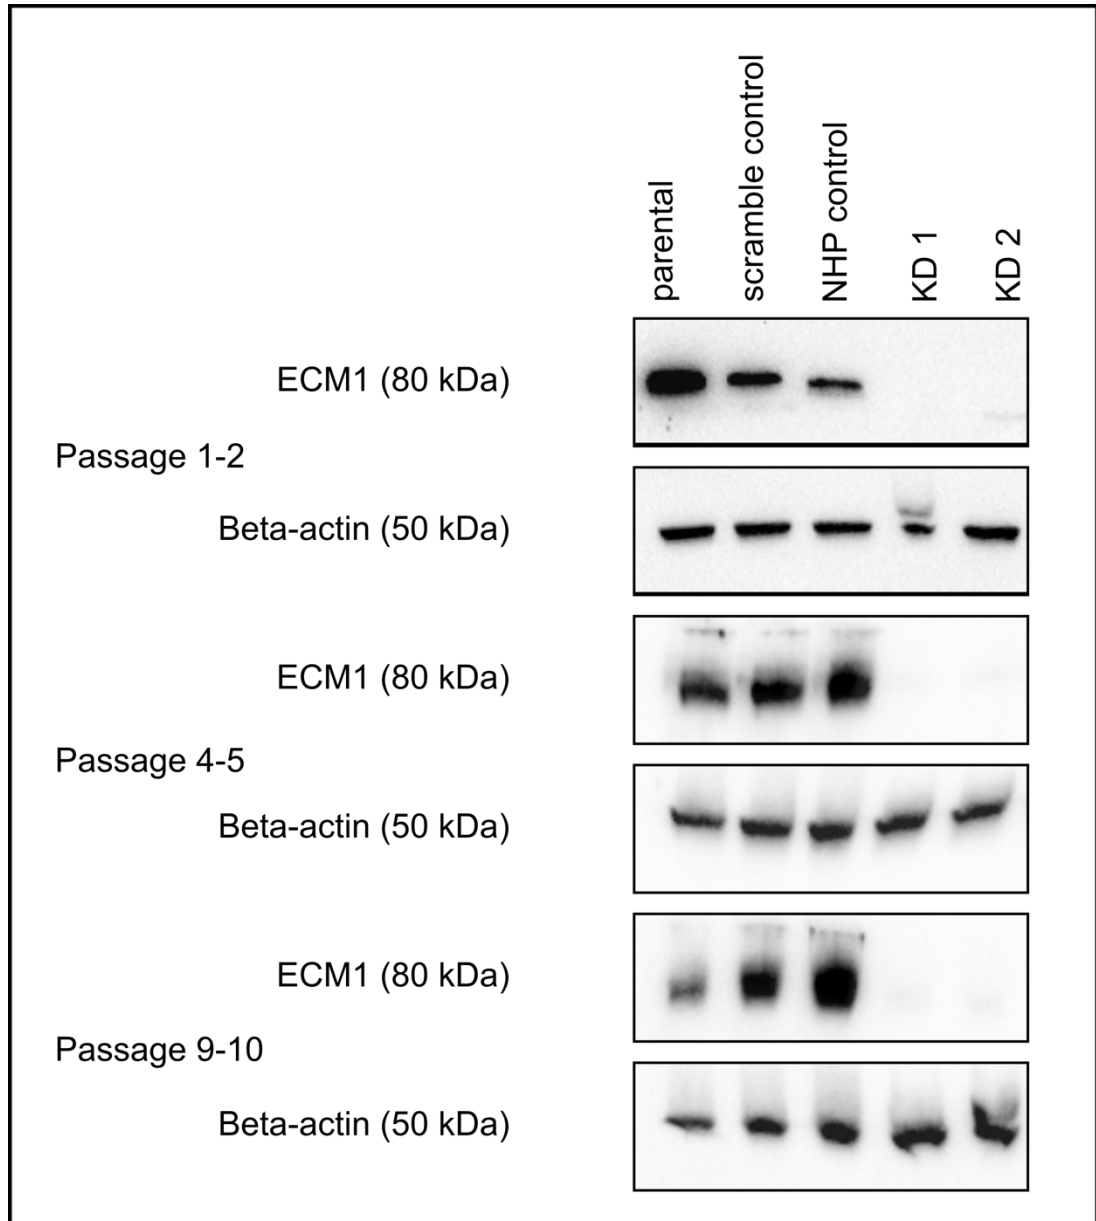 parental
scramble control
NHP control
KD 1
KD 2
ECM1 (80 kDa)
Passage 1-2
Beta-actin (50 kDa)
ECM1 (80 kDa)
Passage 4-5
Beta-actin (50 kDa)
ECM1 (80 kDa)
Passage 9-10
Beta-actin (50 kDa)